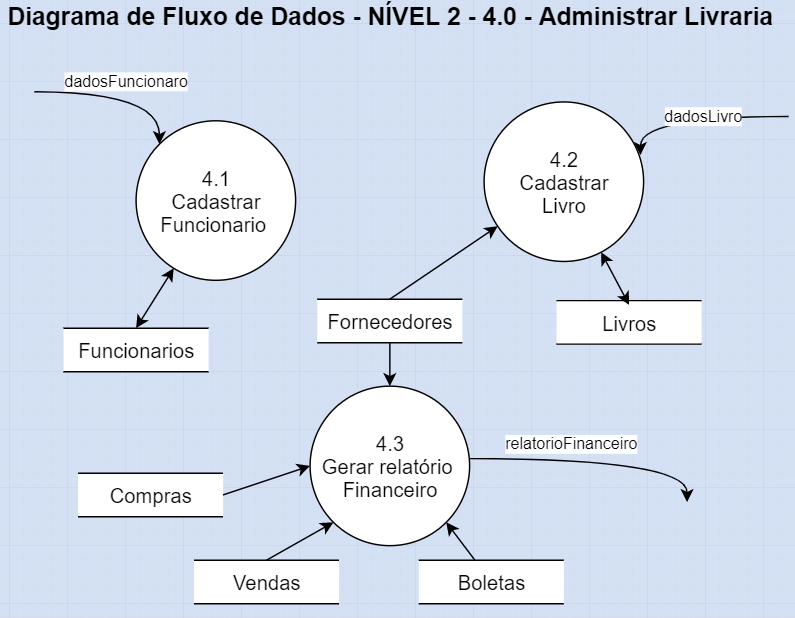 Diagrama de Fluxo de Dados - NÍVEL 2 - 4.0 - Administrar Livraria
dadosFuncionaro
dadosLivro
4.1
Cadastrar
Funcionario
4.2
Cadastrar
Livro
Funcionarios
Fornecedores
Livros
4.3
Gerar relatório
Financeiro
relatorioFinanceiro
Compras
Vendas
Boletas